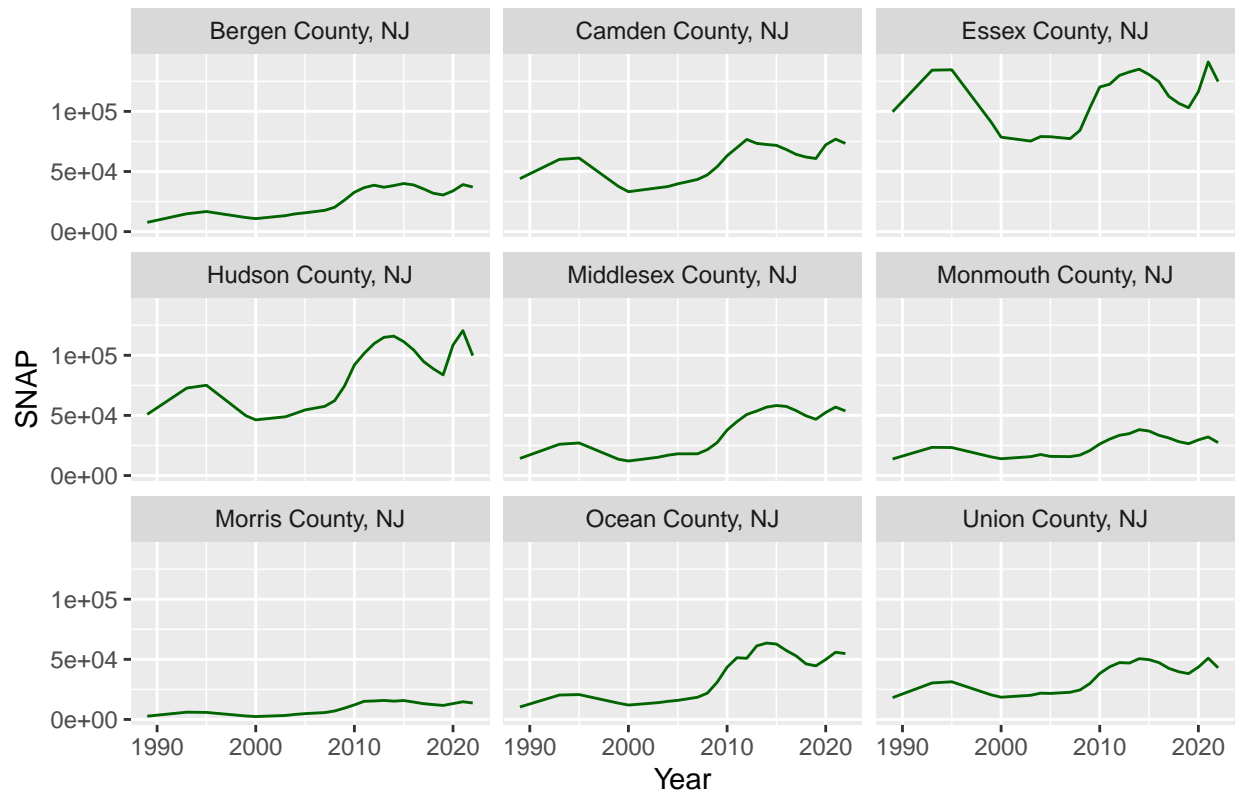 Bergen County, NJ
Camden County, NJ
Essex County, NJ
1e+05
5e+04
0e+00
Hudson County, NJ
Middlesex County, NJ
Monmouth County, NJ
1e+05
5e+04
0e+00
SNAP
Morris County, NJ
Ocean County, NJ
Union County, NJ
1e+05
5e+04
0e+00
1990 2000 2010 2020
1990 2000 2010 2020
1990 2000 2010 2020
Year